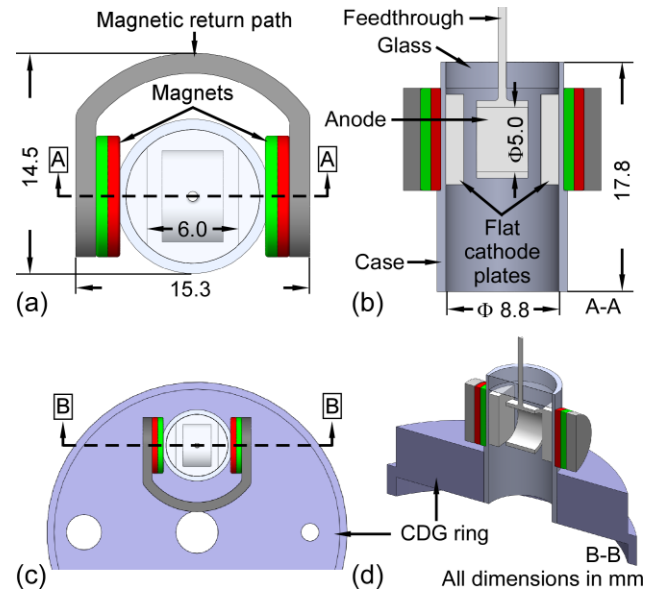 Magnetic return path
Magnets
A
A
14.5
6.0
15.3
(a)
Feedthrough
Glass
Anode
Φ5.0
17.8
Flat
cathode
plates
Case
Φ 8.8
A-A
(b)
B
B
CDG ring
(c)
(d)
B-B
All dimensions in mm